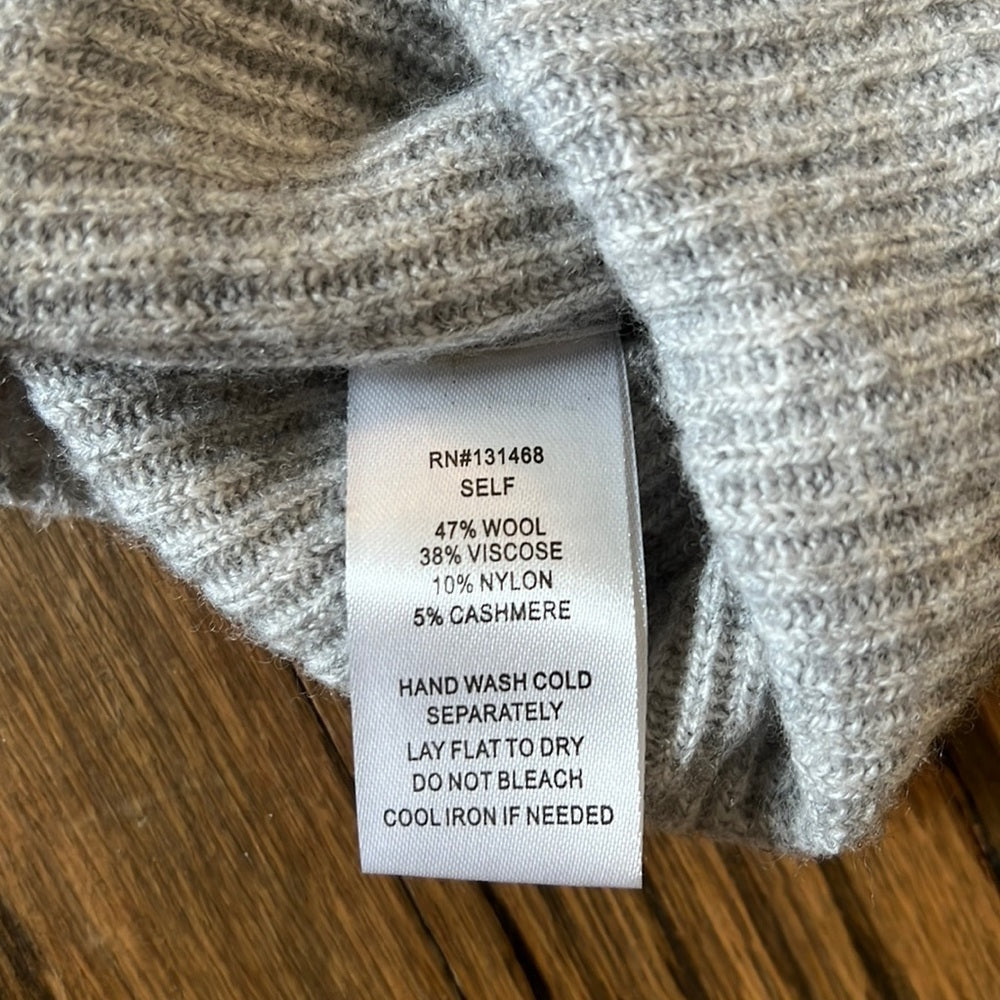 RN#131468
SELF
47% WOOL
38% VISCOSE
10% NYLON
5% CASHMERE
HAND WASH COLD
SEPARATELY
LAY FLAT TO DRY
DO NOT BLEACH
COOL IRON IF NEEDED